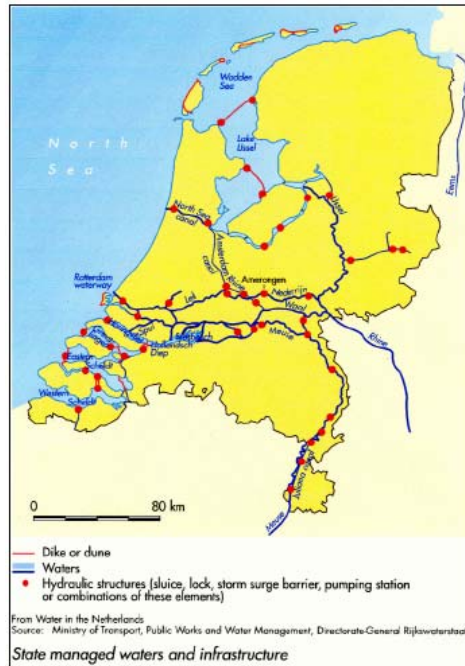 Wadden
Sea
North
Sea
Lake
IJssel
Eems
IJssel
North Sea
canal
Amsterdam Rhine
canal
Rotterdam
waterway
Lek
Amerongen
Nederrijn
Waal
Spui
Meuse
Rhine
Hollandsch
Diep
Eastern
Scheldt
Western
Scheldt
Juliana canal
Meuse
0 80 km
Dike or dune
Waters
Hydraulic structures (sluice, lock, storm surge barrier, pumping station
or combinations of these elements)
From Water in the Netherlands
Source: Ministry of Transport, Public Works and Water Management, Directorate-General Rijkswaterstaat
State managed waters and infrastructure